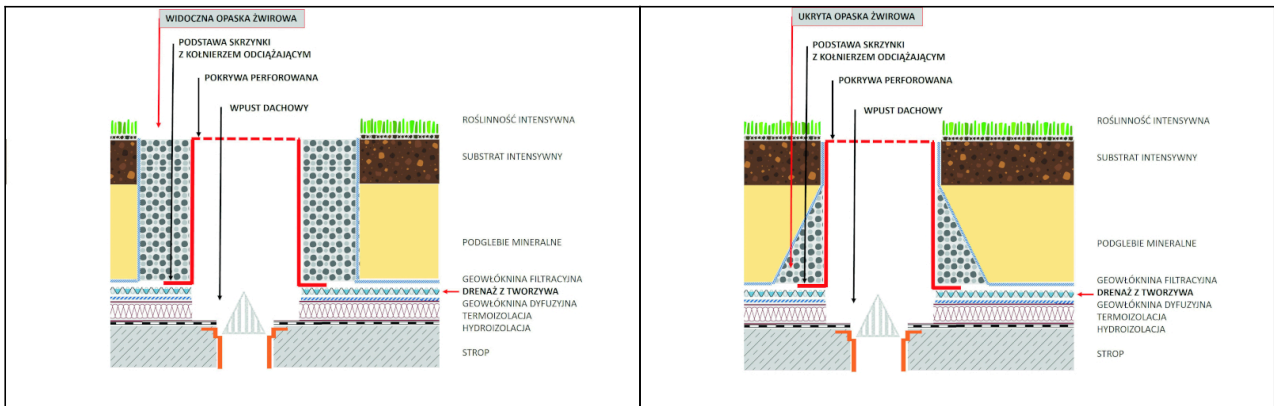 WIDOCZNA OPASKA ŻWIROWA
PODSTAWA SKRZYNKI
Z KOŁNIERZEM ODCIĄŻAJĄCYM
POKRYWA PERFOROWANA
WPUST DACHOWY
ROŚLINNOŚĆ INTENSYWNA
SUBSTRAT INTENSYWNY
PODGLEBIE MINERALNE
GEOWŁÓKNINA FILTRACYJNA
DRENAŻ Z TWORZYWA
GEOWŁÓKNINA DYFUZYJNA
TERMOIZOLACJA
HYDROIZOLACJA
STROP
UKRYTA OPASKA ŻWIROWA
PODSTAWA SKRZYNKI
Z KOŁNIERZEM ODCIĄŻAJĄCYM
POKRYWA PERFOROWANA
WPUST DACHOWY
ROŚLINNOŚĆ INTENSYWNA
SUBSTRAT INTENSYWNY
PODGLEBIE MINERALNE
GEOWŁÓKNINA FILTRACYJNA
DRENAŻ Z TWORZYWA
GEOWŁÓKNINA DYFUZYJNA
TERMOIZOLACJA
HYDROIZOLACJA
STROP